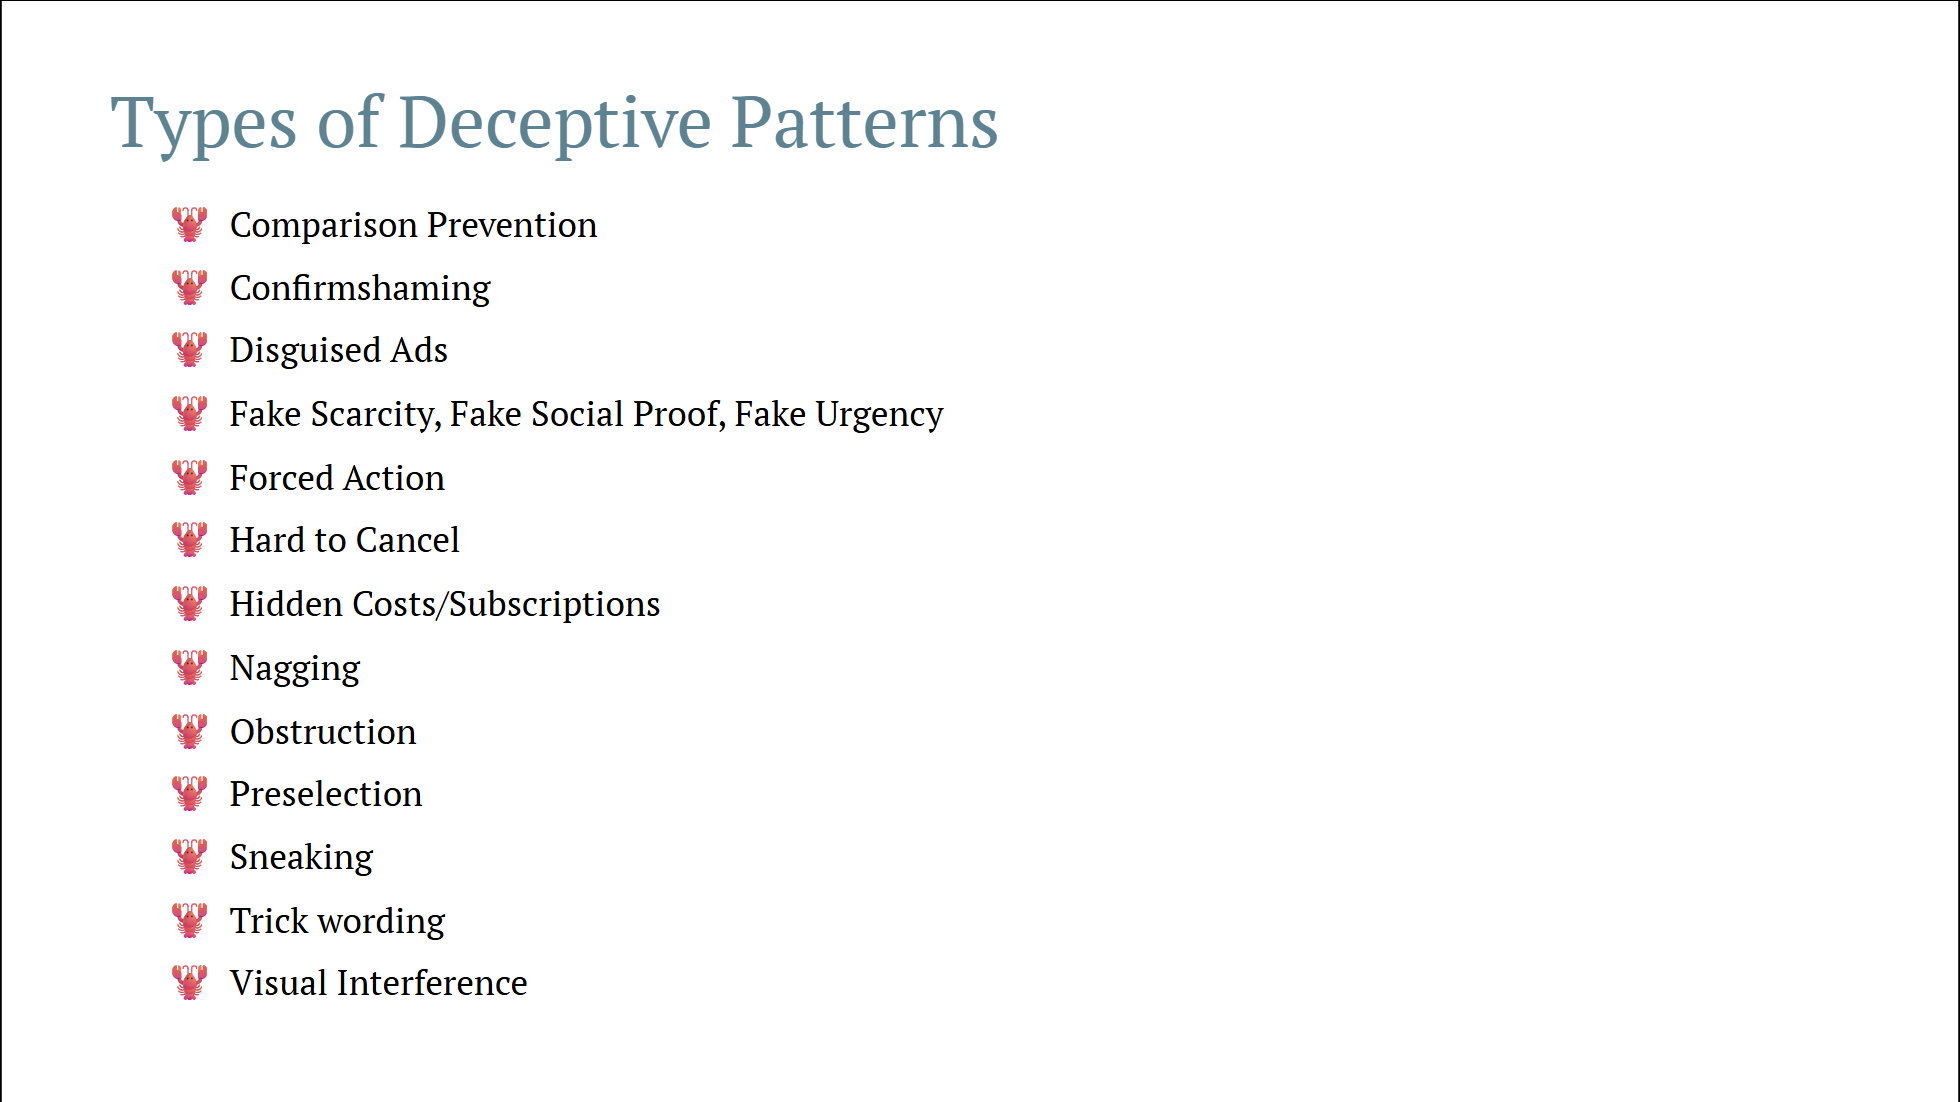 Types of Deceptive Patterns
Comparison Prevention
Confirmshaming
Disguised Ads
Fake Scarcity, Fake Social Proof, Fake Urgency
Forced Action
Hard to Cancel
Hidden Costs/Subscriptions
Nagging
Obstruction
Preselection
Sneaking
Trick wording
Visual Interference